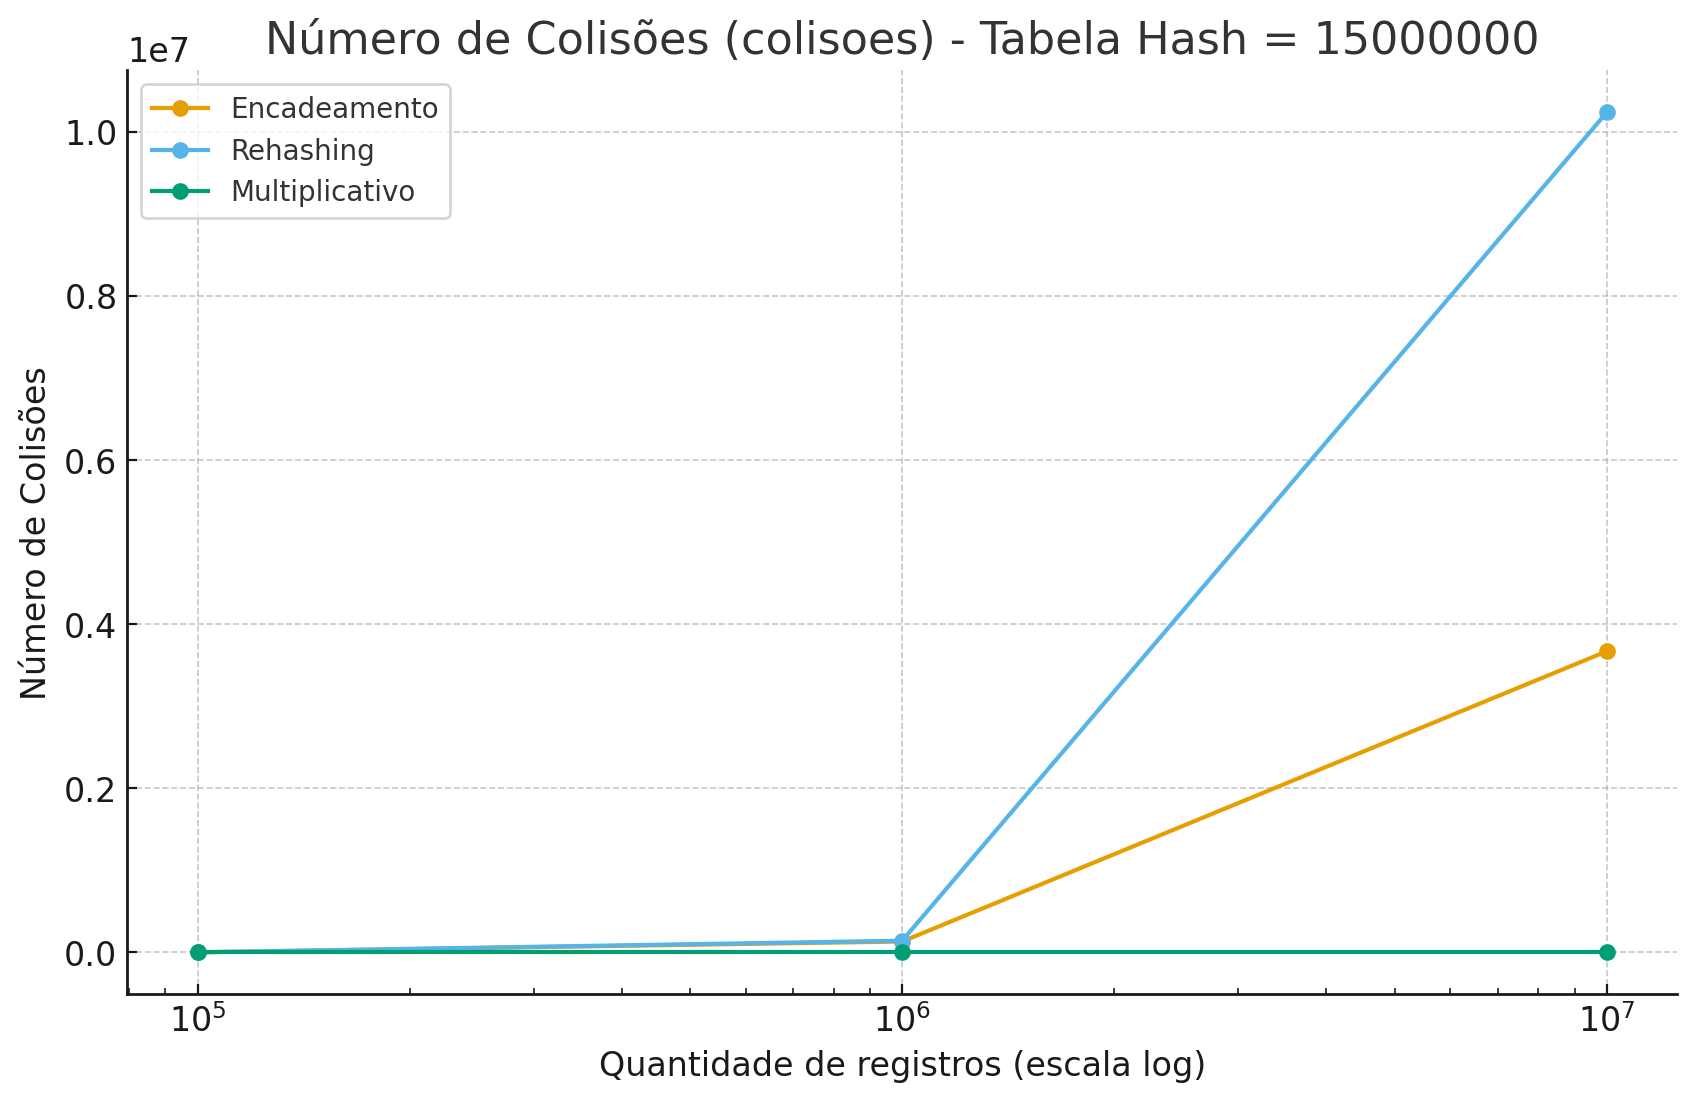 Número de Colisões (colisoes) - Tabela Hash = 15000000
1e7
Encadeamento
Rehashing
Multiplicativo
1.0
0.8
0.6
0.4
0.2
0.0
Número de Colisões
10⁵
10⁶
10⁷
Quantidade de registros (escala log)